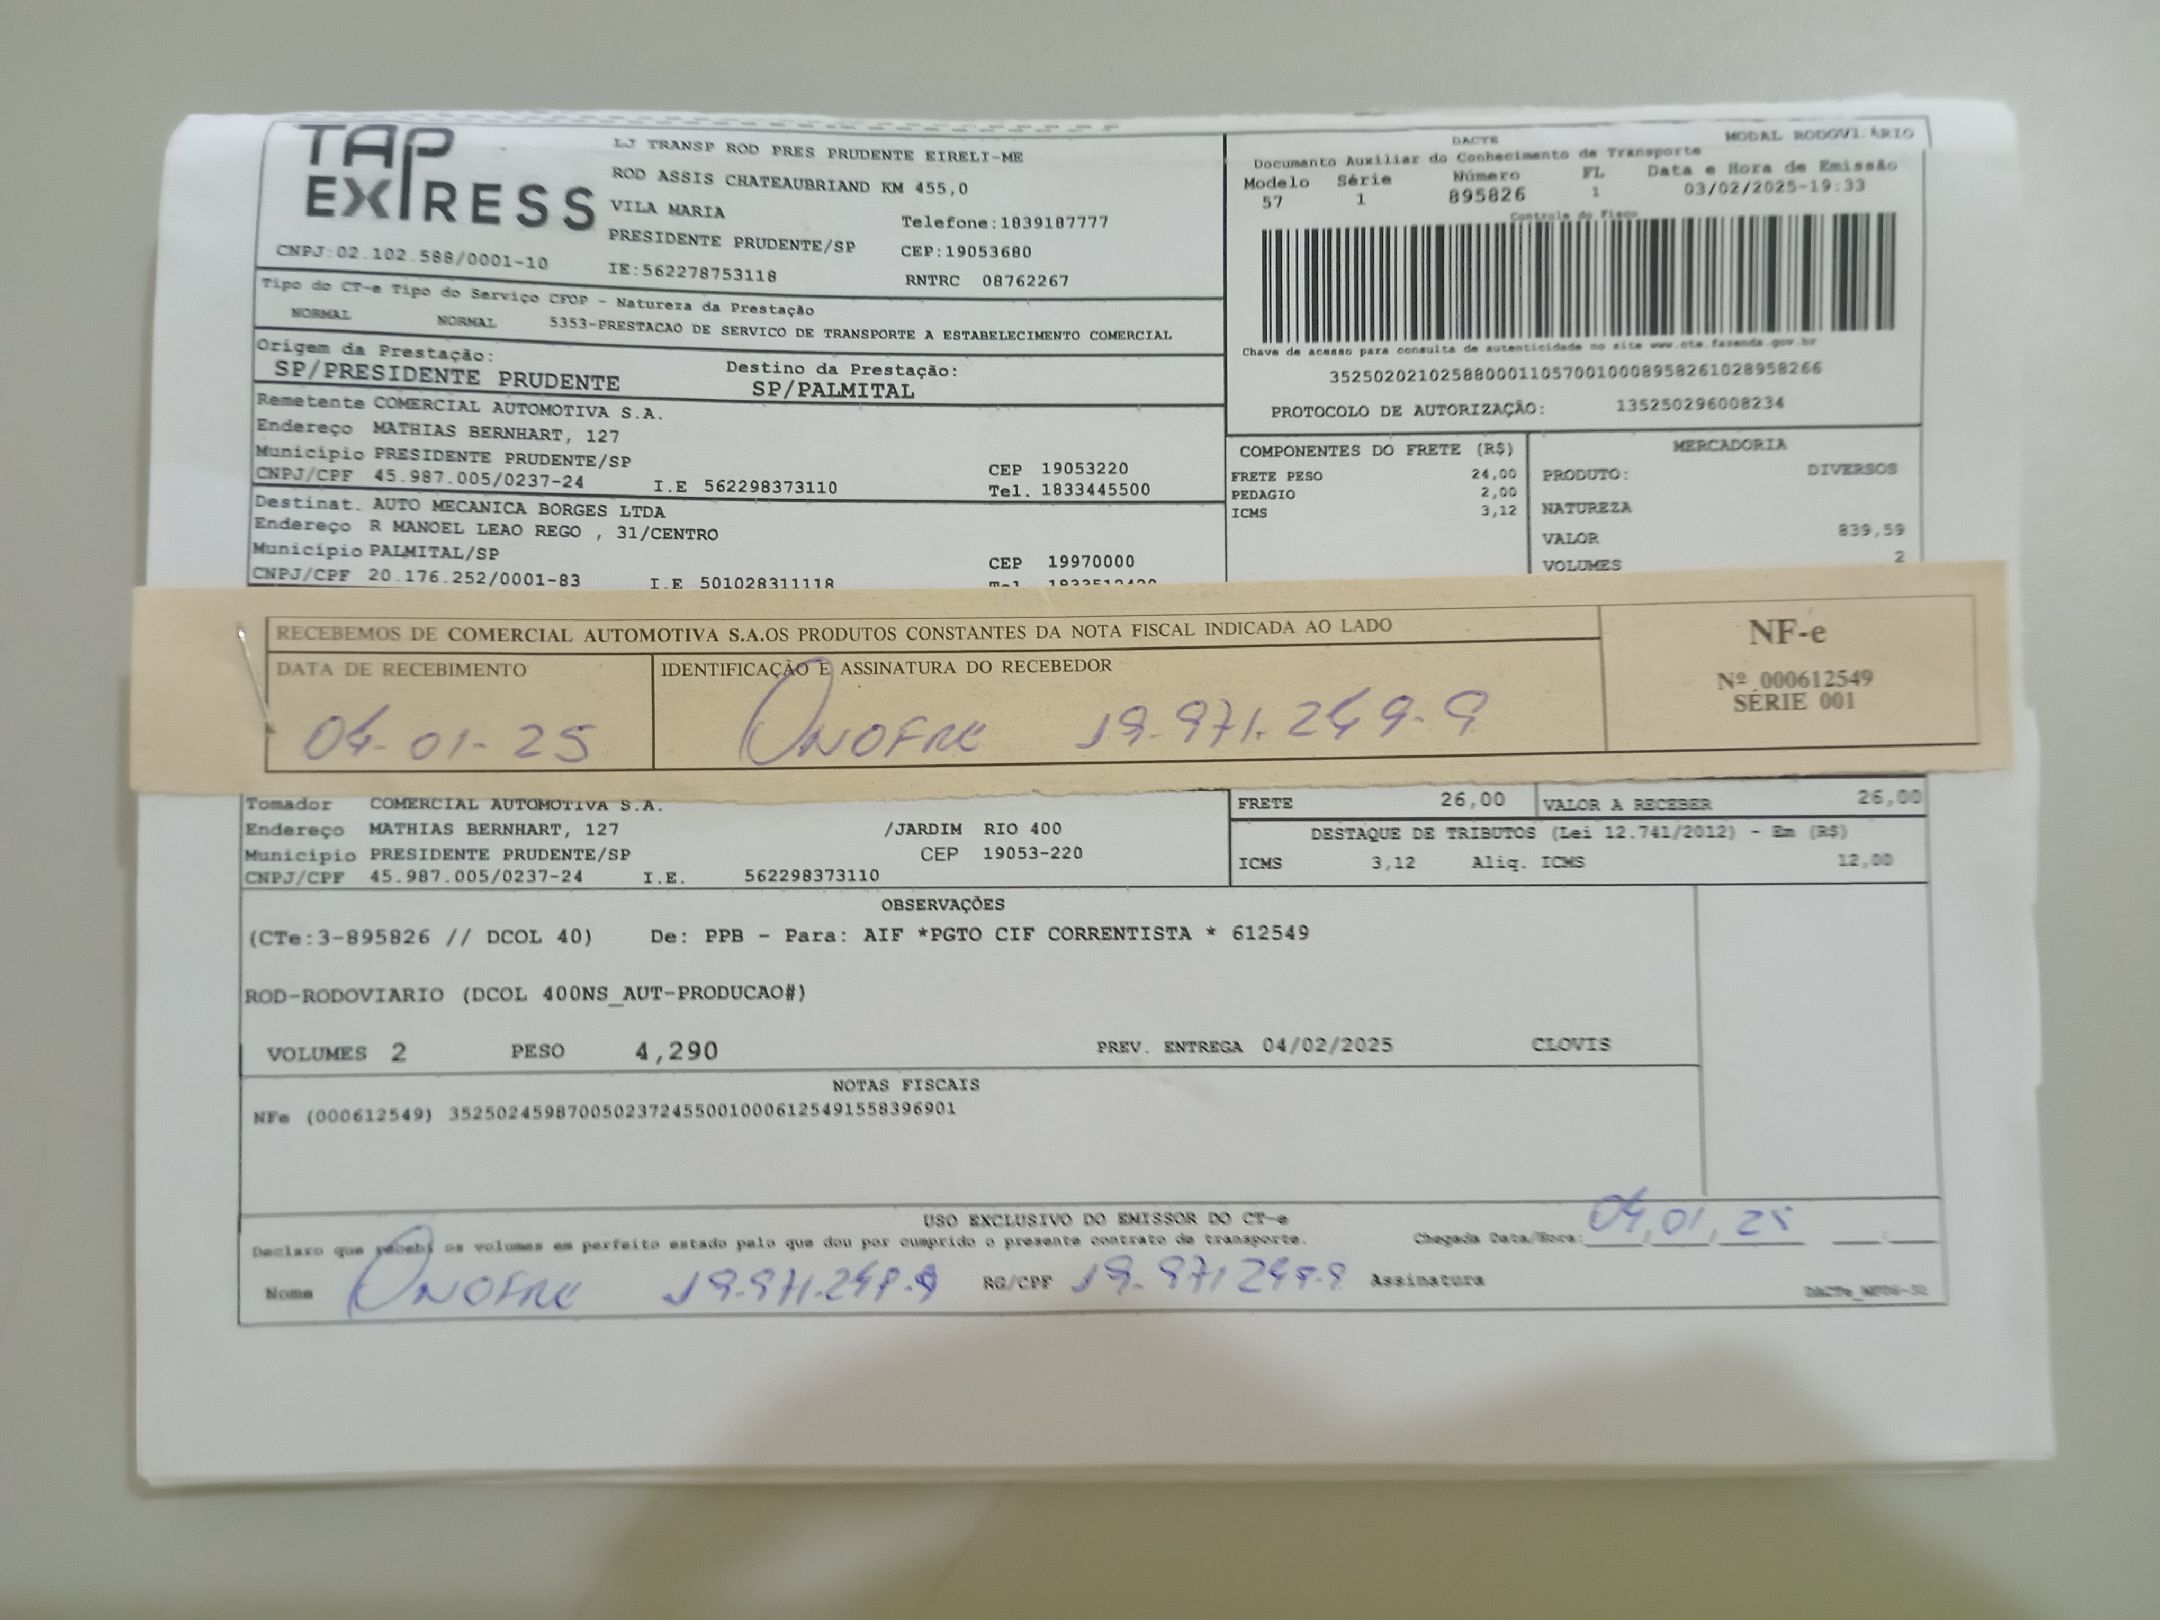 TAP EXPRESS
LJ TRANSP ROD PRES PRUDENTE EIRELI-ME
ROD ASSIS CHATEAUBRIAND KM 455,0
VILA MARIA Telefone:1839187777
PRESIDENTE PRUDENTE/SP CEP:19053680
CNPJ:02.102.588/0001-10 IE:562278753118 RNTRC 08762267
DACTE MODAL RODOVIÁRIO
Documento Auxiliar do Conhecimento de Transporte
Modelo Série Número FL Data e Hora de Emissão
57 1 895826 1 03/02/2025-19:33
Controle do Fisco
Chave de acesso para consulta de autenticidade no site www.cte.fazenda.gov.br
35250202102588000110570010008958261028958266
PROTOCOLO DE AUTORIZAÇÃO: 135250296008234
Tipo do CT-e Tipo do Serviço CFOP - Natureza da Prestação
NORMAL NORMAL 5353-PRESTACAO DE SERVICO DE TRANSPORTE A ESTABELECIMENTO COMERCIAL
Origem da Prestação: Destino da Prestação:
SP/PRESIDENTE PRUDENTE SP/PALMITAL
Remetente COMERCIAL AUTOMOTIVA S.A.
Endereço MATHIAS BERNHART, 127
Município PRESIDENTE PRUDENTE/SP CEP 19053220
CNPJ/CPF 45.987.005/0237-24 I.E 562298373110 Tel. 1833445500
Destinat. AUTO MECANICA BORGES LTDA
Endereço R MANOEL LEAO REGO , 31/CENTRO
Município PALMITAL/SP CEP 19970000
CNPJ/CPF 20.176.252/0001-83 I.E 501028311118
COMPONENTES DO FRETE (R$)
FRETE PESO 24,00
PEDAGIO 2,00
ICMS 3,12
MERCADORIA
PRODUTO: DIVERSOS
NATUREZA
VALOR 839,59
VOLUMES 2
RECEBEMOS DE COMERCIAL AUTOMOTIVA S.A.OS PRODUTOS CONSTANTES DA NOTA FISCAL INDICADA AO LADO
DATA DE RECEBIMENTO IDENTIFICAÇÃO E ASSINATURA DO RECEBEDOR
04-01-25 ONOFRE 19.971.249-9
NF-e
Nº 000612549
SÉRIE 001
Tomador COMERCIAL AUTOMOTIVA S.A.
Endereço MATHIAS BERNHART, 127 /JARDIM RIO 400
Município PRESIDENTE PRUDENTE/SP CEP 19053-220
CNPJ/CPF 45.987.005/0237-24 I.E. 562298373110
FRETE 26,00 VALOR A RECEBER 26,00
DESTAQUE DE TRIBUTOS (Lei 12.741/2012) - Em (R$)
ICMS 3,12 Aliq. ICMS 12,00
OBSERVAÇÕES
(CTe:3-895826 // DCOL 40) De: PPB - Para: AIF *PGTO CIF CORRENTISTA * 612549
ROD-RODOVIARIO (DCOL 400NS_AUT-PRODUCAO#)
VOLUMES 2 PESO 4,290 PREV. ENTREGA 04/02/2025 CLOVIS
NOTAS FISCAIS
NFe (000612549) 35250245987005023724550010006125491558396901
USO EXCLUSIVO DO EMISSOR DO CT-e
Declaro que recebi os volumes em perfeito estado pelo que dou por cumprido o presente contrato de transporte. Chegada Data/Hora: 04,01,25
Nome ONOFRE 19.971.249.9 RG/CPF 19.971249.9 Assinatura